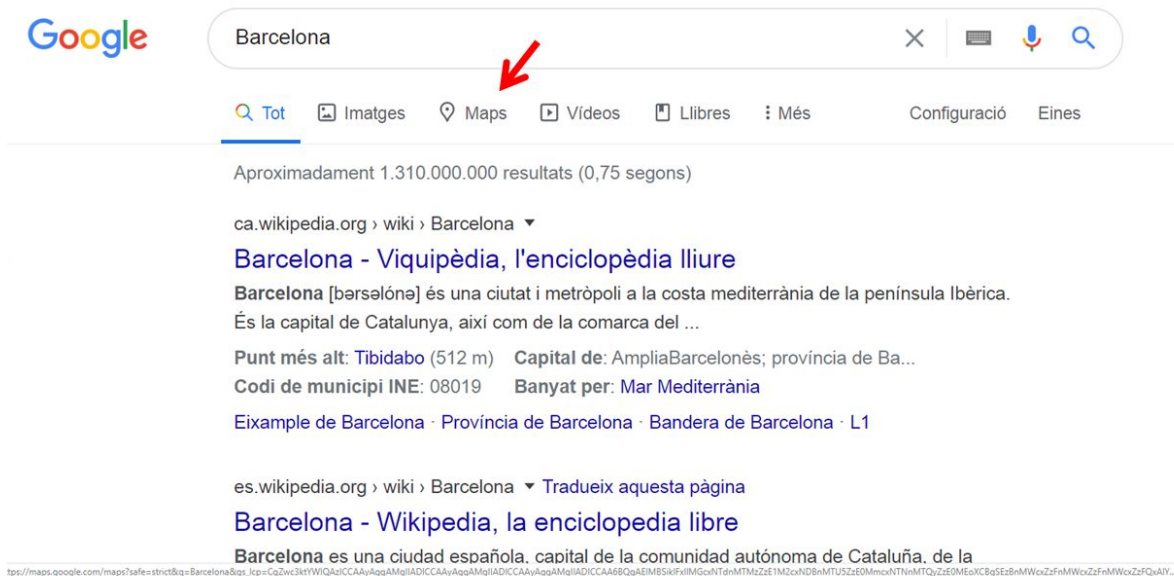 Google
Barcelona
Tot Imatges Maps Vídeos Llibres Més Configuració Eines
Aproximadament 1.310.000.000 resultats (0,75 segons)
ca.wikipedia.org › wiki › Barcelona
Barcelona - Viquipèdia, l'enciclopèdia lliure
Barcelona [bərsəlónə] és una ciutat i metròpoli a la costa mediterrània de la península Ibèrica.
És la capital de Catalunya, així com de la comarca del ...
Punt més alt: Tibidabo (512 m) Capital de: AmpliaBarcelonès; província de Ba...
Codi de municipi INE: 08019 Banyat per: Mar Mediterrània
Eixample de Barcelona · Província de Barcelona · Bandera de Barcelona · L1
es.wikipedia.org › wiki › Barcelona Tradueix aquesta pàgina
Barcelona - Wikipedia, la enciclopedia libre
Barcelona es una ciudad española, capital de la comunidad autónoma de Cataluña, de la